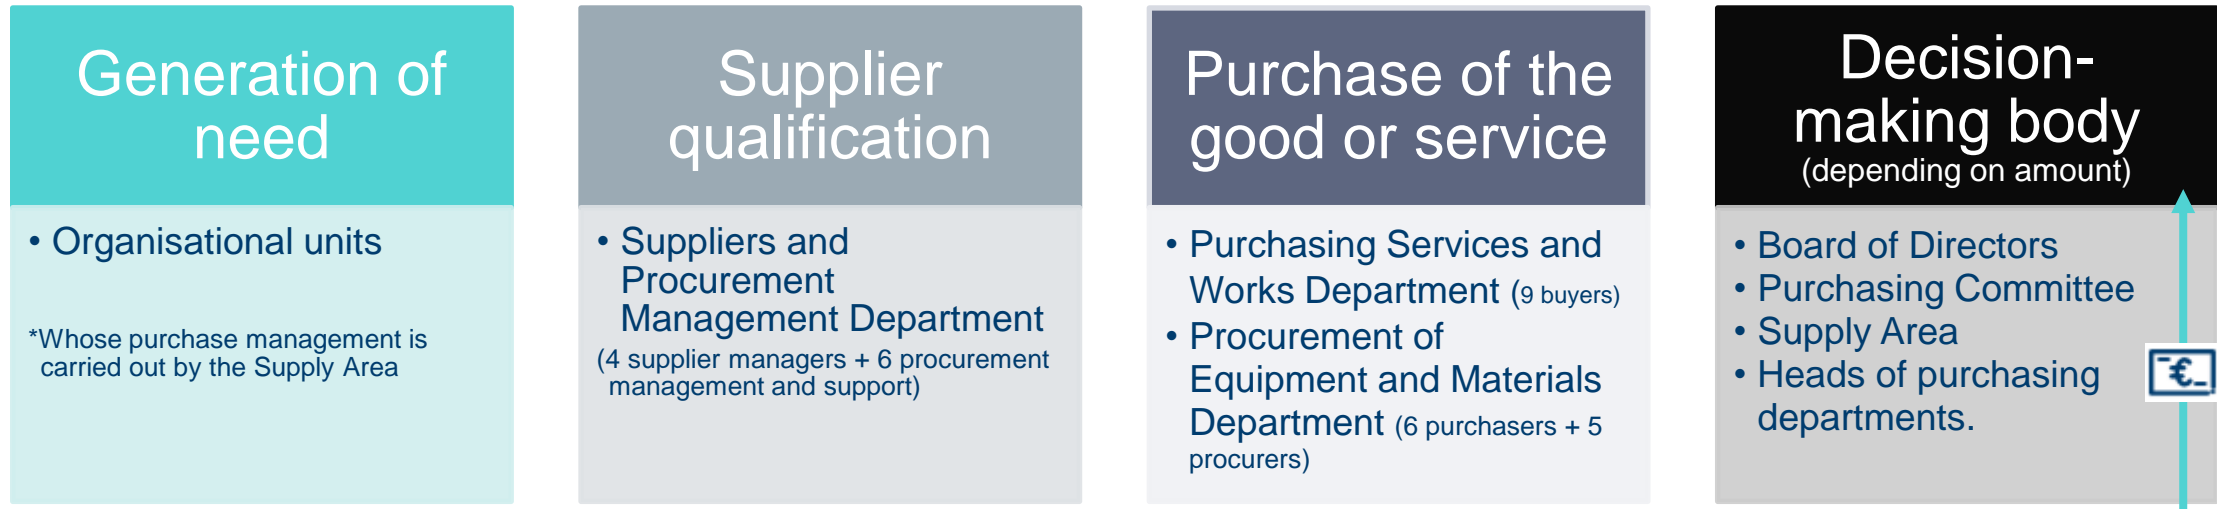 Generation of
need
• Organisational units
*Whose purchase management is
carried out by the Supply Area
Supplier
qualification
• Suppliers and
Procurement
Management Department
(4 supplier managers + 6 procurement
management and support)
Purchase of the
good or service
• Purchasing Services and
Works Department (9 buyers)
• Procurement of
Equipment and Materials
Department (6 purchasers + 5
procurers)
Decision-
making body
(depending on amount)
• Board of Directors
• Purchasing Committee
• Supply Area
• Heads of purchasing
departments.
€